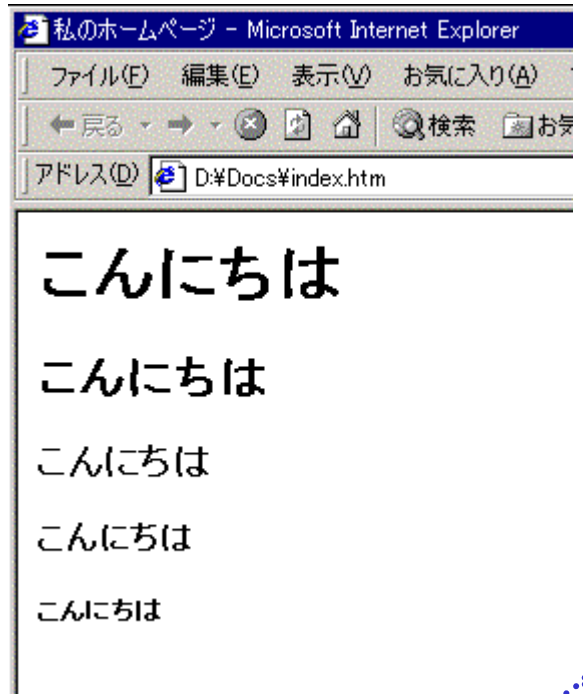 私のホームページ - Microsoft Internet Explorer
ファイル(F) 編集(E) 表示(V) お気に入り(A)
戻る 検索 お気
アドレス(D) D:¥Docs¥index.htm
こんにちは
こんにちは
こんにちは
こんにちは
こんにちは